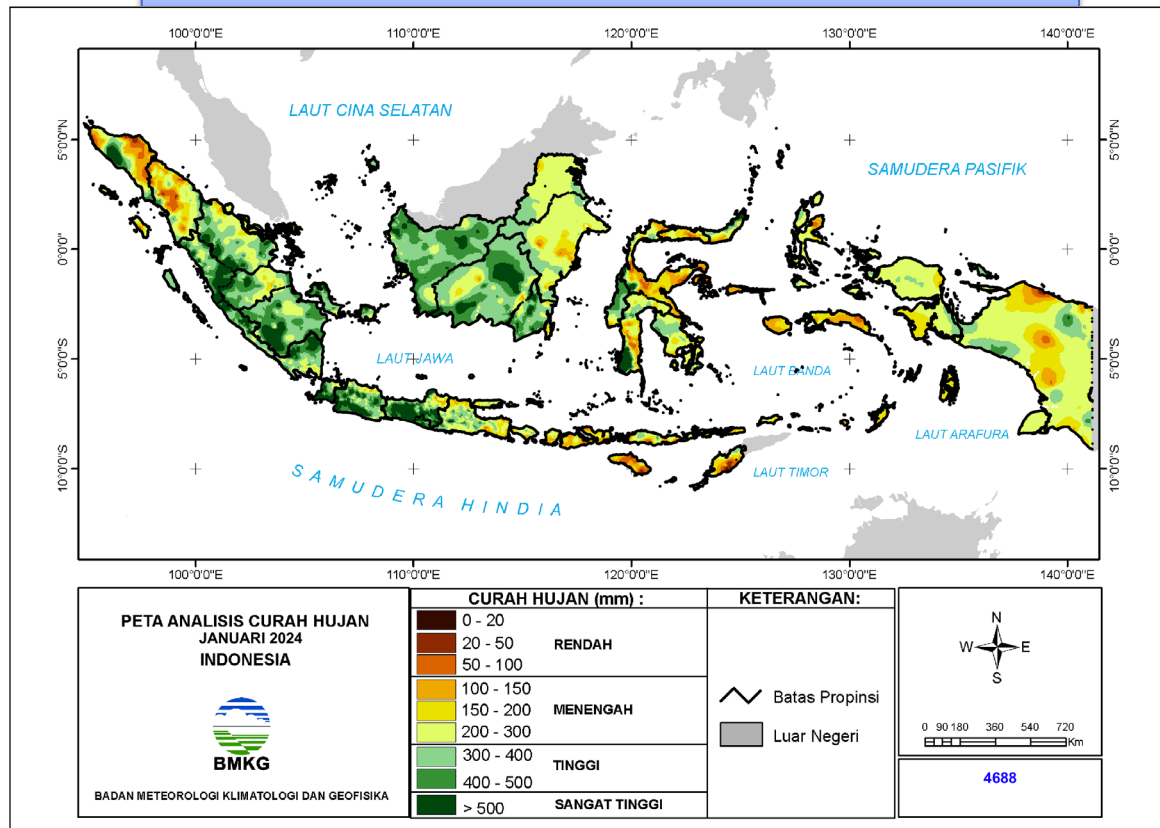 100°0'0"E 110°0'0"E 120°0'0"E 130°0'0"E 140°0'0"E
LAUT CINA SELATAN
SAMUDERA PASIFIK
5°0'0"N 5°0'0"N
0°0'0" 0°0'0"
5°0'0"S 5°0'0"S
10°0'0"S 10°0'0"S
LAUT JAWA
LAUT BANDA
LAUT ARAFURA
LAUT TIMOR
SAMUDERA HINDIA
100°0'0"E 110°0'0"E 120°0'0"E 130°0'0"E 140°0'0"E
PETA ANALISIS CURAH HUJAN
JANUARI 2024
INDONESIA
BMKG
BADAN METEOROLOGI KLIMATOLOGI DAN GEOFISIKA
CURAH HUJAN (mm) :
0 - 20
20 - 50
50 - 100
RENDAH
100 - 150
150 - 200
200 - 300
MENENGAH
300 - 400
400 - 500
TINGGI
> 500
SANGAT TINGGI
KETERANGAN:
Batas Propinsi
Luar Negeri
N
W E
S
0 90 180 360 540 720
Km
4688